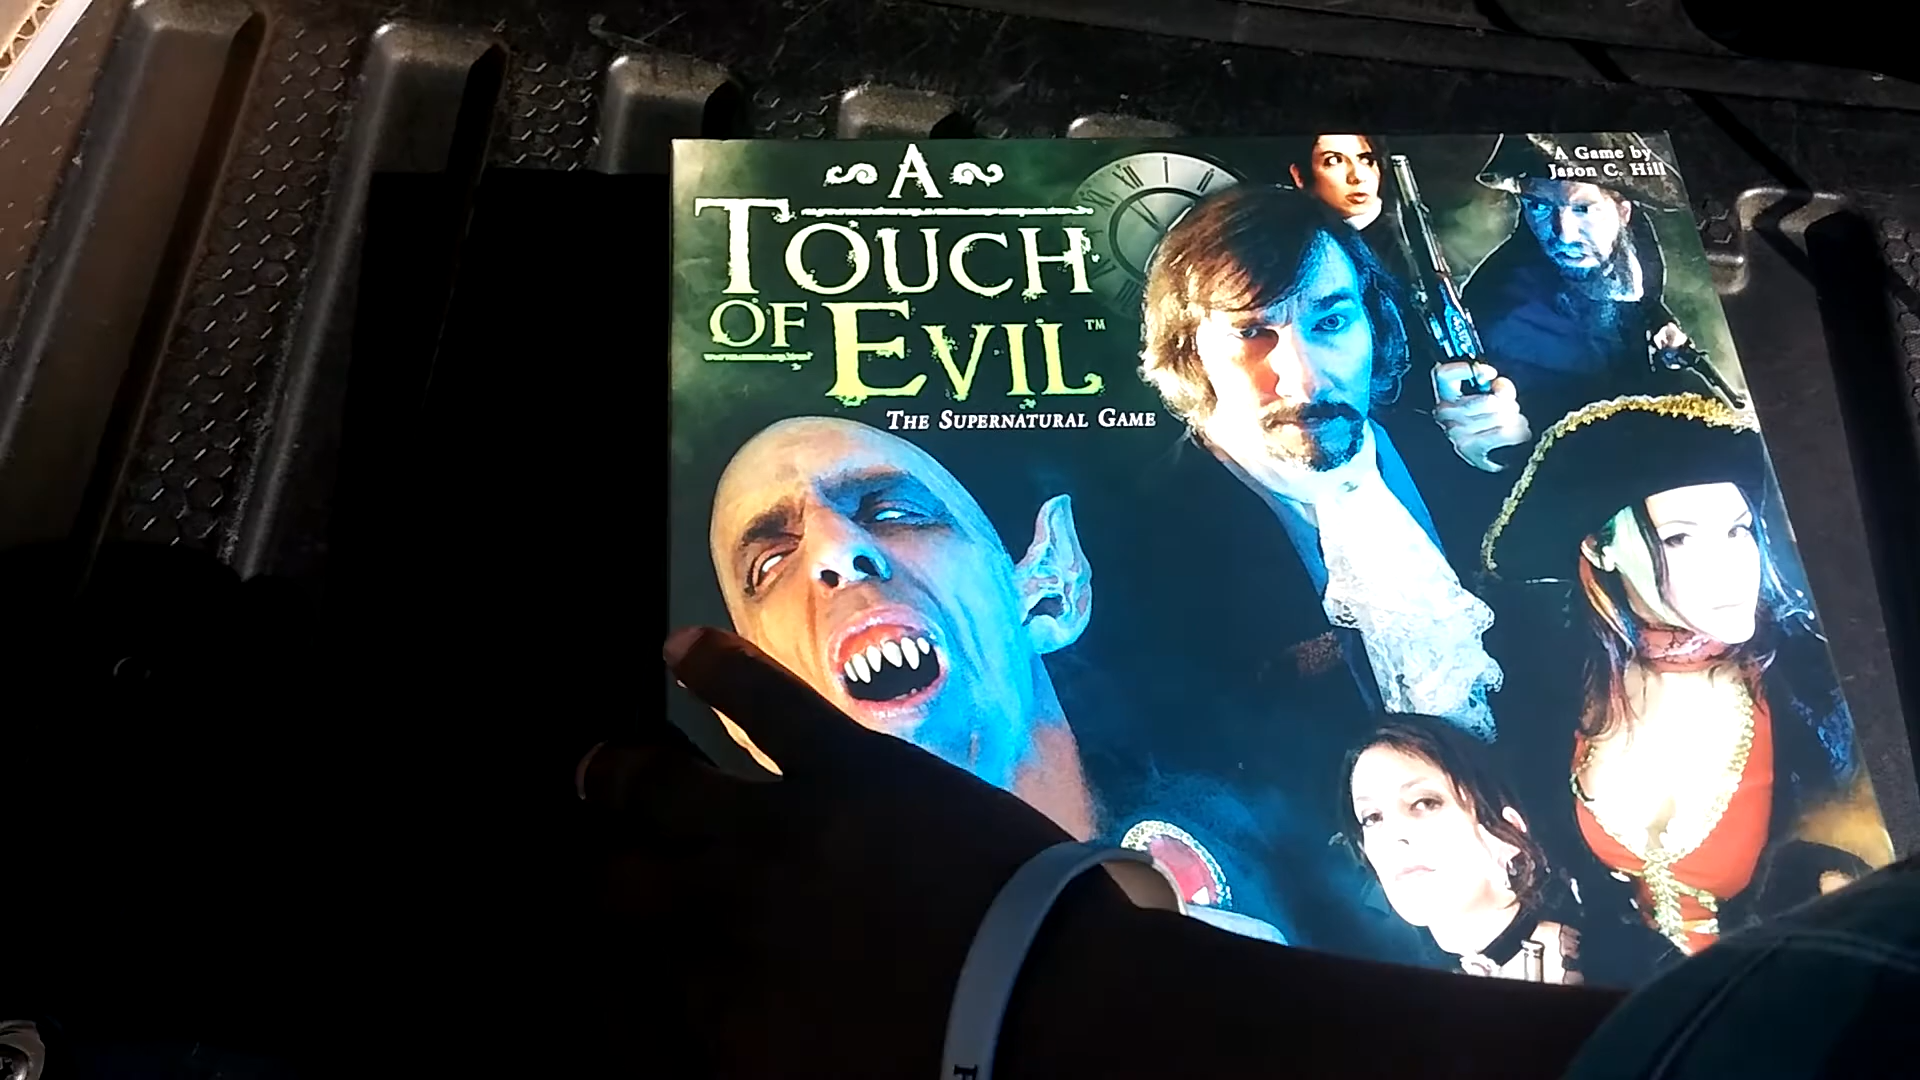 A
TOUCH
OF EVIL™
THE SUPERNATURAL GAME
A Game by
Jason C. Hill